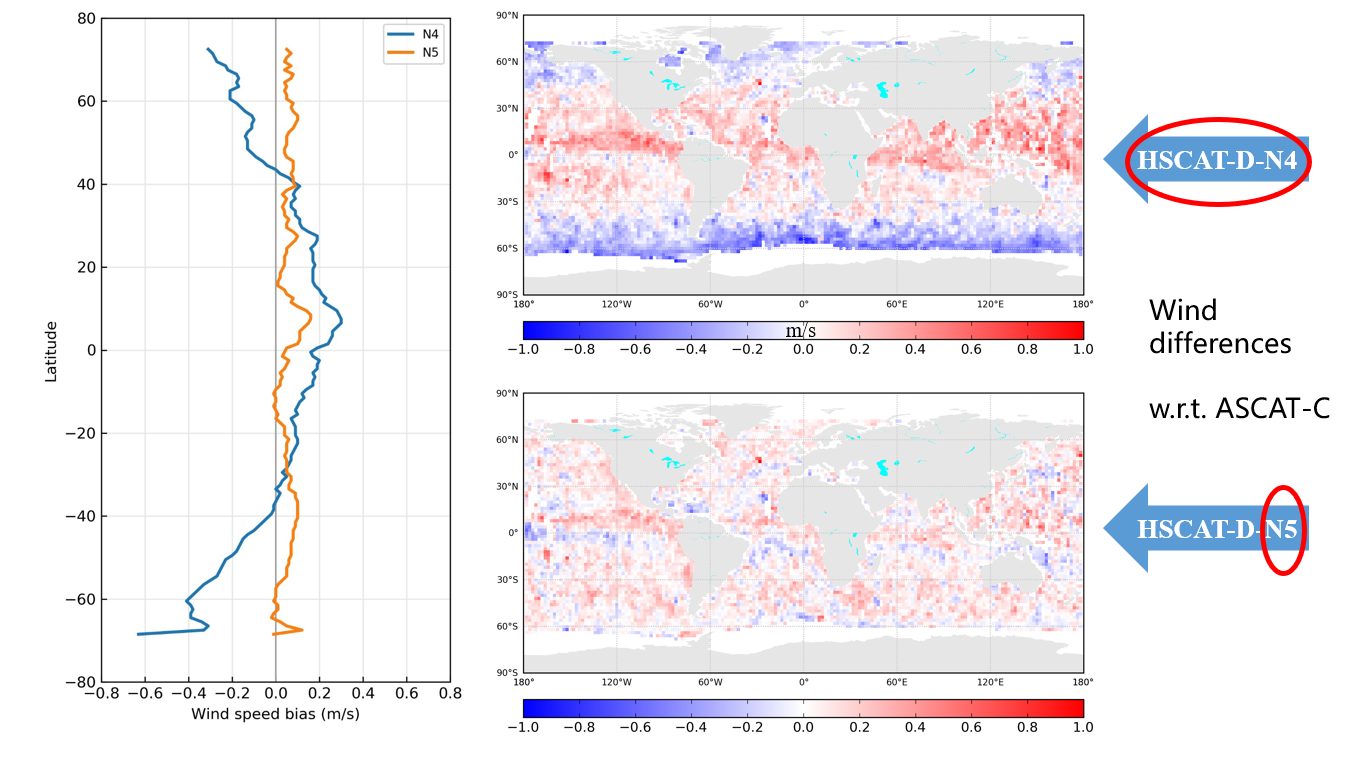 80
60
40
20
0
−20
−40
−60
−80
Latitude
−0.8 −0.6 −0.4 −0.2 0.0 0.2 0.4 0.6 0.8
Wind speed bias (m/s)
N4
N5
90°N
60°N
30°N
0°
30°S
60°S
90°S
180° 120°W 60°W 0° 60°E 120°E 180°
m/s
−1.0 −0.8 −0.6 −0.4 −0.2 0.0 0.2 0.4 0.6 0.8 1.0
90°N
60°N
30°N
0°
30°S
60°S
90°S
180° 120°W 60°W 0° 60°E 120°E 180°
−1.0 −0.8 −0.6 −0.4 −0.2 0.0 0.2 0.4 0.6 0.8 1.0
HSCAT-D-N4
Wind
differences
w.r.t. ASCAT-C
HSCAT-D-N5